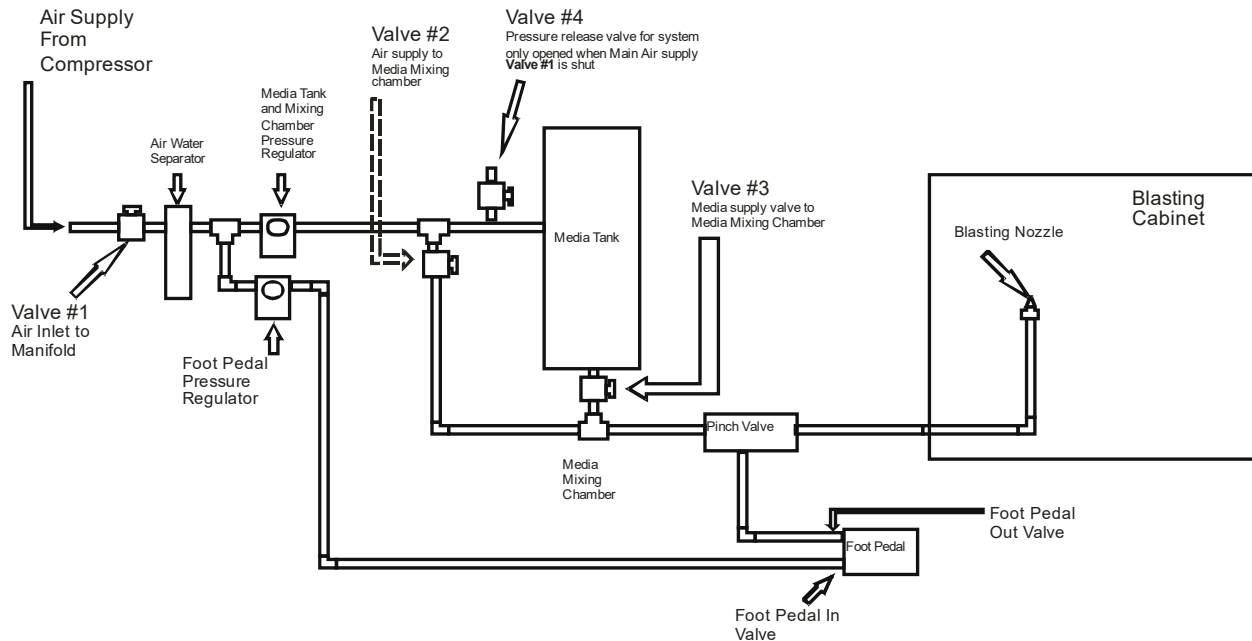 Air Supply
From
Compressor
Valve #2
Air supply to
Media Mixing
chamber
Valve #4
Pressure release valve for system
only opened when Main Air supply
Valve #1 is shut
Media Tank
and Mixing
Chamber
Pressure
Regulator
Air Water
Separator
Valve #3
Media supply valve to
Media Mixing Chamber
Blasting
Cabinet
Blasting Nozzle
Media Tank
Valve #1
Air Inlet to
Manifold
Foot Pedal
Pressure
Regulator
Pinch Valve
Media
Mixing
Chamber
Foot Pedal
Out Valve
Foot Pedal
Foot Pedal In
Valve